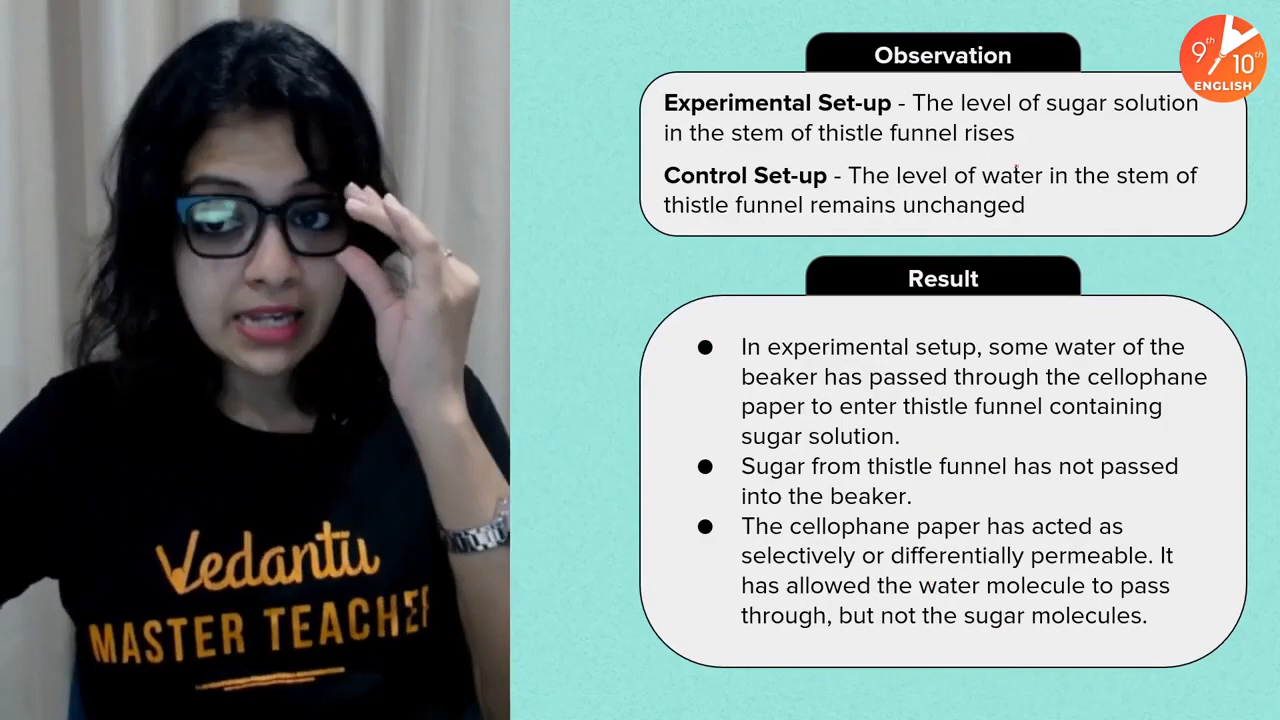 Observation
9th 10th
ENGLISH
Experimental Set-up - The level of sugar solution
in the stem of thistle funnel rises
Control Set-up - The level of water in the stem of
thistle funnel remains unchanged
Result
● In experimental setup, some water of the
beaker has passed through the cellophane
paper to enter thistle funnel containing
sugar solution.
● Sugar from thistle funnel has not passed
into the beaker.
● The cellophane paper has acted as
selectively or differentially permeable. It
has allowed the water molecule to pass
through, but not the sugar molecules.
Vedantu
MASTER TEACHER